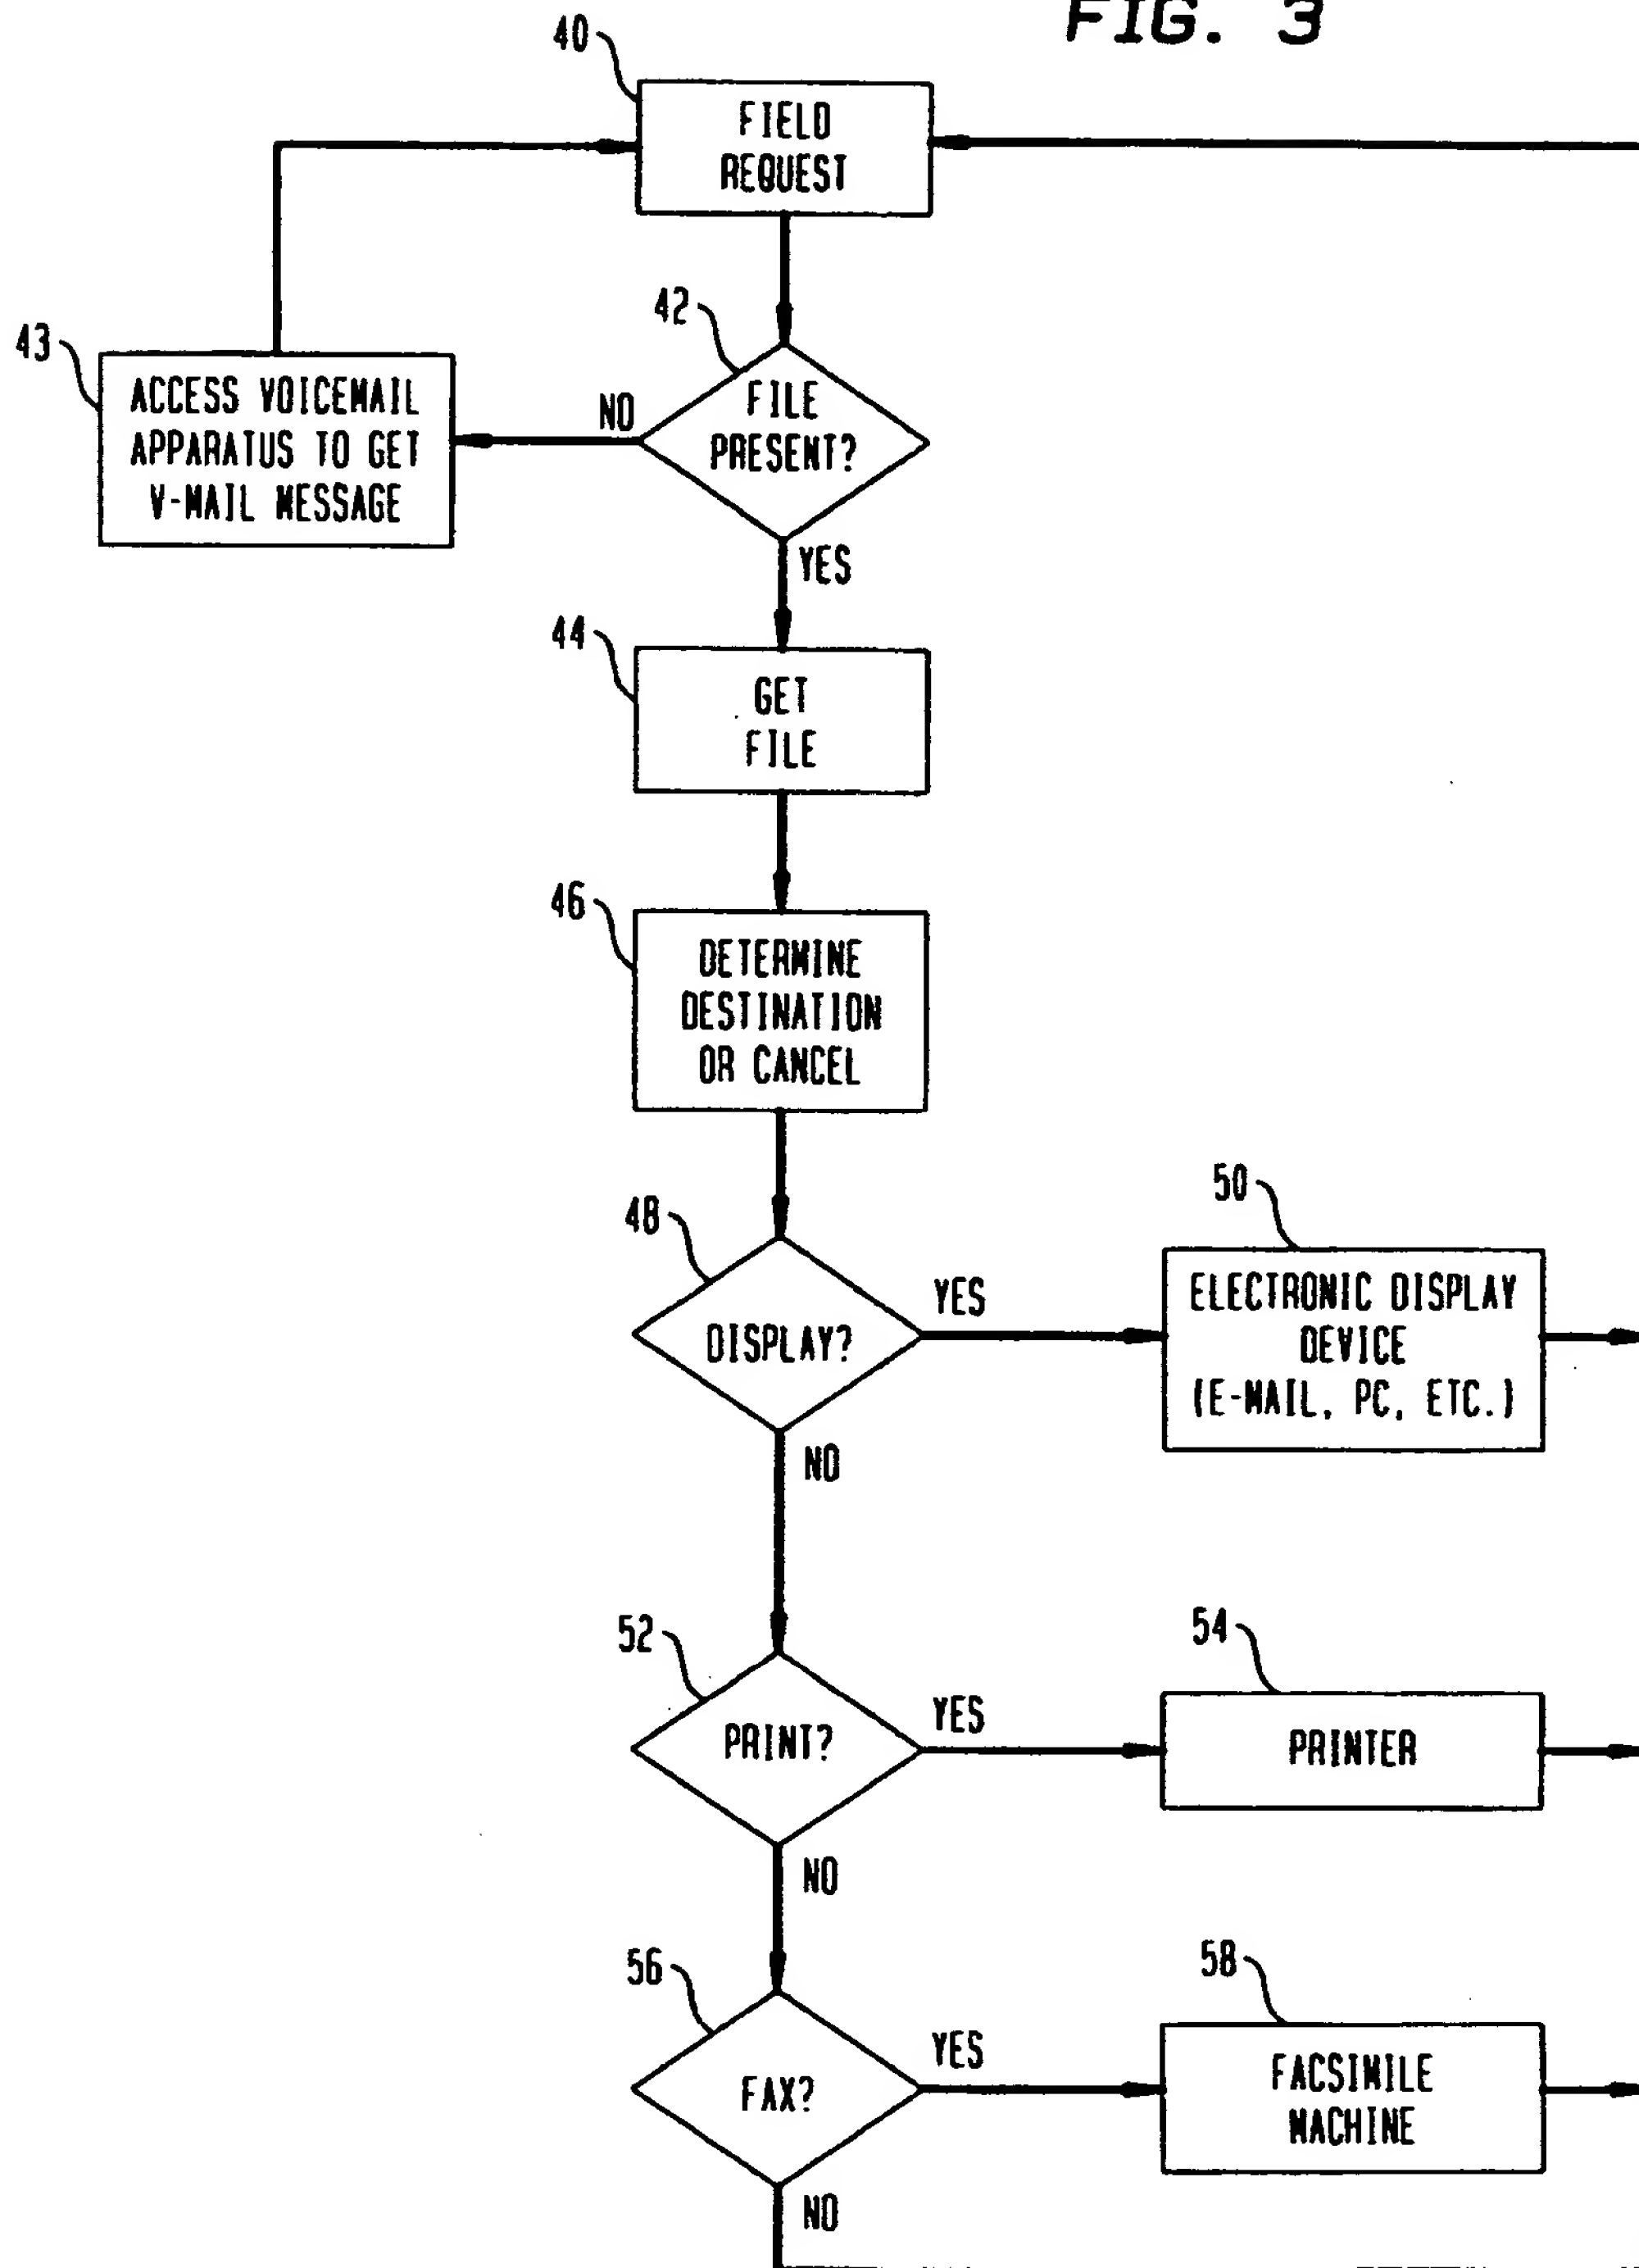 FIG. 3
40
FIELD
REQUEST
42
FILE
PRESENT?
NO
YES
43
ACCESS VOICEMAIL
APPARATUS TO GET
V-MAIL MESSAGE
44
GET
FILE
46
DETERMINE
DESTINATION
OR CANCEL
48
DISPLAY?
YES
NO
50
ELECTRONIC DISPLAY
DEVICE
(E-MAIL, PC, ETC.)
52
PRINT?
YES
NO
54
PRINTER
56
FAX?
YES
NO
58
FACSIMILE
MACHINE